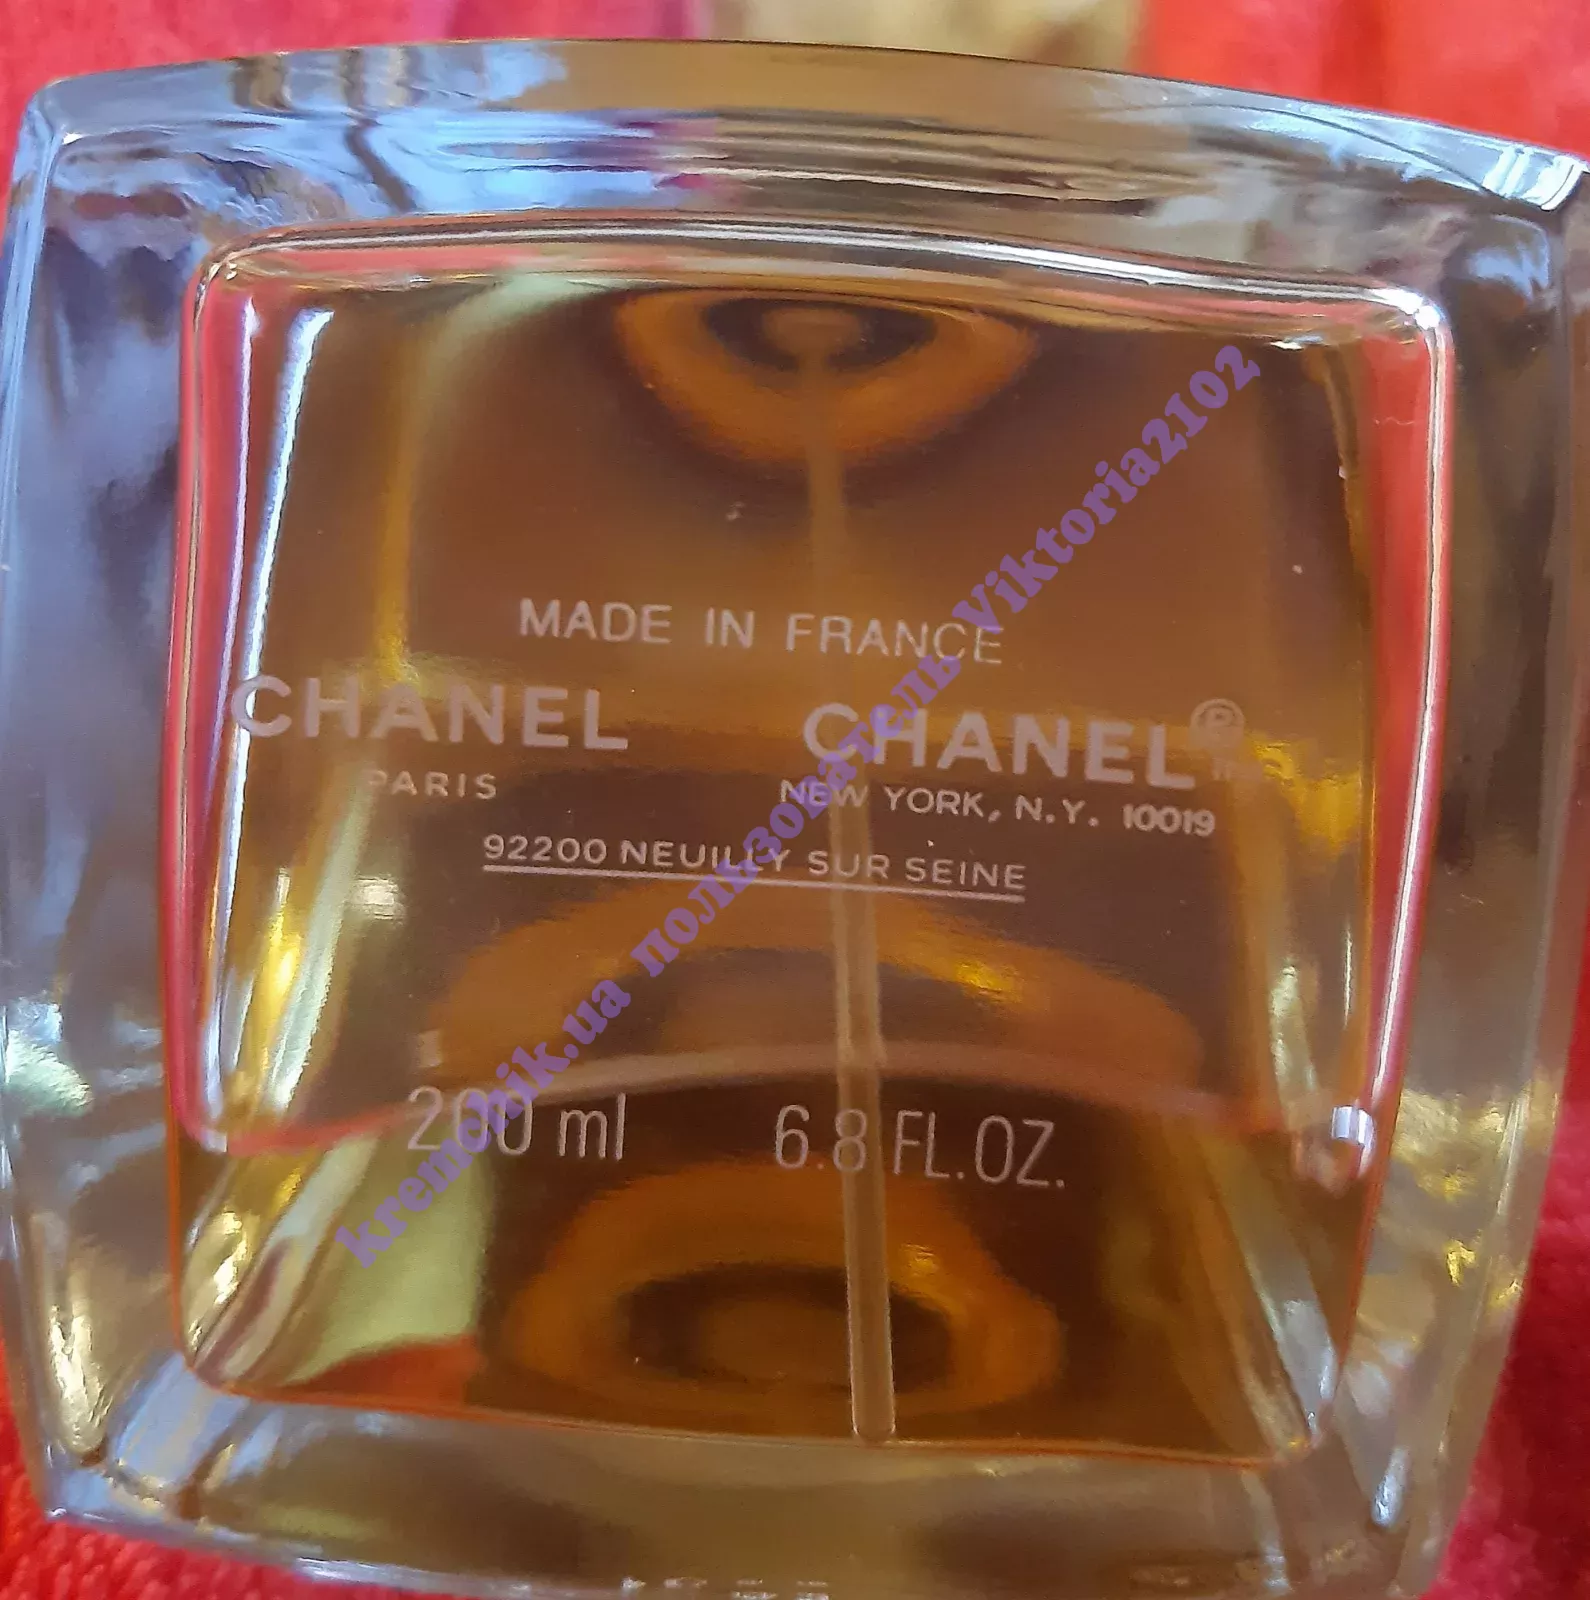 MADE IN FRANCE
CHANEL CHANEL®
PARIS NEW YORK, N.Y. 10019
92200 NEUILLY SUR SEINE
200 ml 6.8 FL.OZ.
kremchik.ua пользователь Viktoria2102